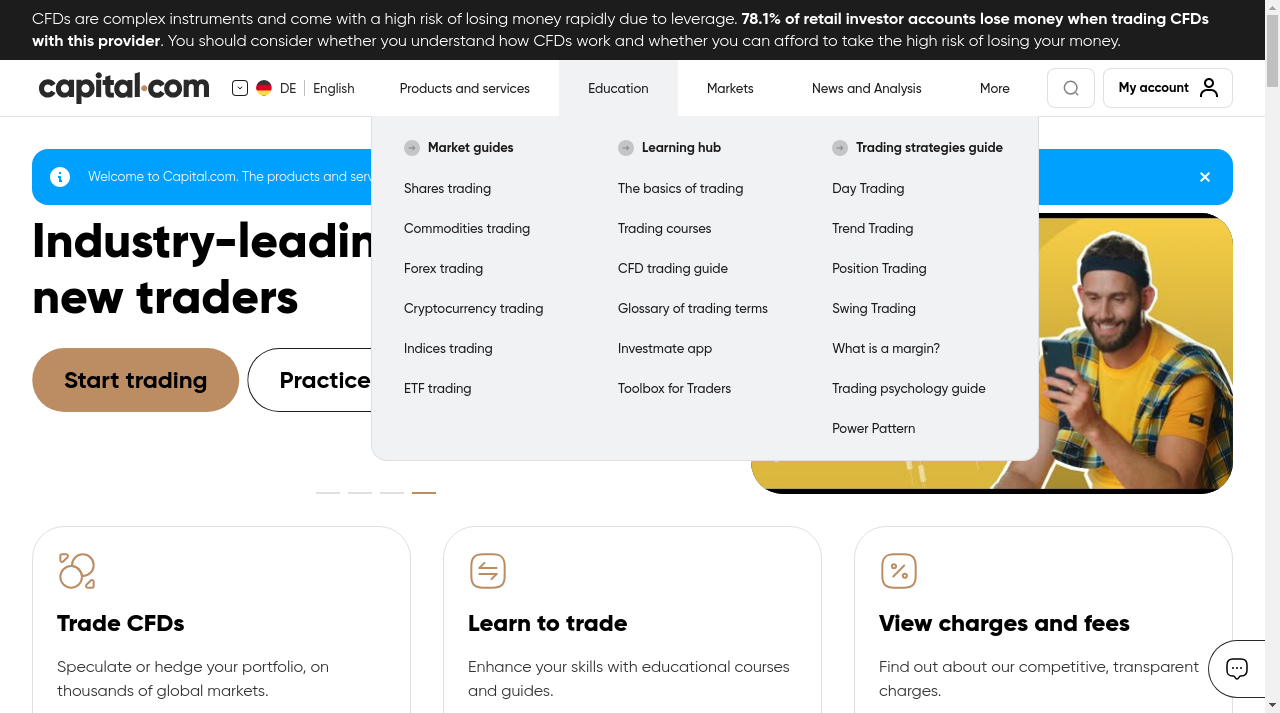 CFDs are complex instruments and come with a high risk of losing money rapidly due to leverage. 78.1% of retail investor accounts lose money when trading CFDs
with this provider. You should consider whether you understand how CFDs work and whether you can afford to take the high risk of losing your money.
capital.com
DE English
Products and services
Education
Markets
News and Analysis
More
My account
Market guides
Shares trading
Commodities trading
Forex trading
Cryptocurrency trading
Indices trading
ETF trading
Learning hub
The basics of trading
Trading courses
CFD trading guide
Glossary of trading terms
Investmate app
Toolbox for Traders
Trading strategies guide
Day Trading
Trend Trading
Position Trading
Swing Trading
What is a margin?
Trading psychology guide
Power Pattern
Welcome to Capital.com. The products and
Industry-leadin
new traders
Start trading
Practice
Trade CFDs
Speculate or hedge your portfolio, on
thousands of global markets.
Learn to trade
Enhance your skills with educational courses
and guides.
View charges and fees
Find out about our competitive, transparent
charges.